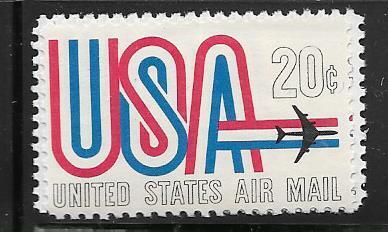 USA
20¢
UNITED STATES AIR MAIL